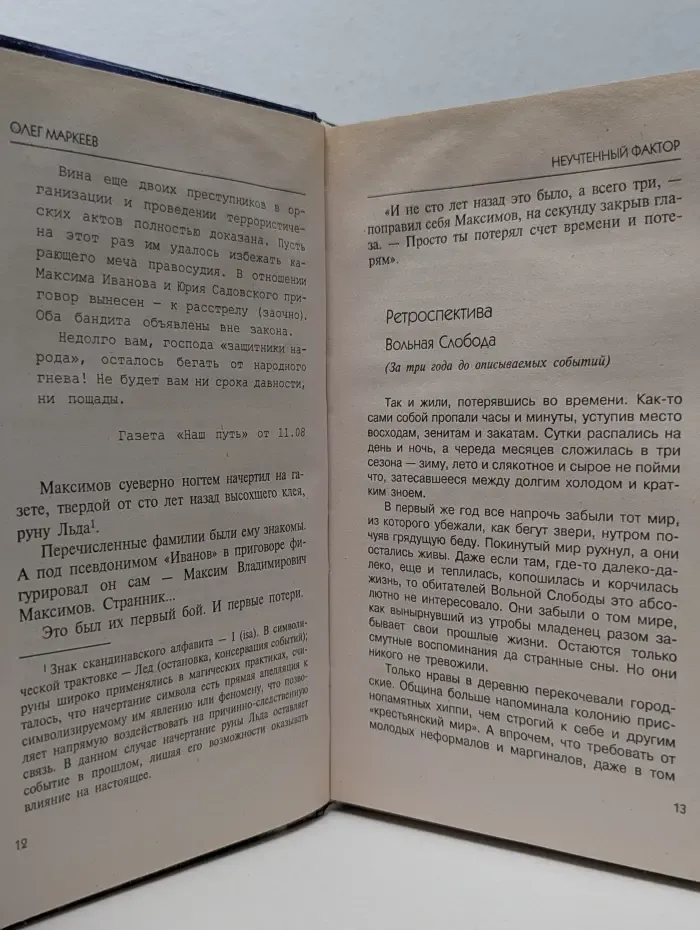 ОЛЕГ МАРКЕЕВ
Вина еще двоих преступников в ор-
ганизации и проведении террористиче-
ских актов полностью доказана. Пусть
на этот раз им удалось избежать ка-
рающего меча правосудия. В отношении
Максима Иванова и Юрия Садовского при-
говор вынесен – к расстрелу (заочно).
Оба бандита объявлены вне закона.
Недолго вам, господа «защитники на-
рода», осталось бегать от народного
гнева! Не будет вам ни срока давности,
ни пощады.
Газета «Наш путь» от 11.08
Максимов суеверно ногтем начертил на га-
зете, твердой от сто лет назад высохшего клея,
руну Льда¹.
Перечисленные фамилии были ему знакомы.
А под псевдонимом «Иванов» в приговоре фи-
гурировал он сам — Максим Владимирович
Максимов. Странник...
Это был их первый бой. И первые потери.
¹ Знак скандинавского алфавита — I (isa). В символи-
ческой трактовке — Лед (остановка, консервация событий);
руны широко применялись в магических практиках, счи-
талось, что начертание символа есть прямая апелляция к
символизируемому им явлению или феномену, что позво-
ляет напрямую воздействовать на причинно-следственную
связь. В данном случае начертание руны Льда оставляет
событие в прошлом, лишая его возможности оказывать
влияние на настоящее.
12
НЕУЧТЕННЫЙ ФАКТОР
«И не сто лет назад это было, а всего три, —
поправил себя Максимов, на секунду закрыв гла-
за. — Просто ты потерял счет времени и поте-
рям».
Ретроспектива
Вольная Слобода
(За три года до описываемых событий)
Так и жили, потерявшись во времени. Как-то
сами собой пропали часы и минуты, уступив место
восходам, зенитам и закатам. Сутки распались на
день и ночь, а череда месяцев сложилась в три
сезона — зиму, лето и слякотное и сырое не пойми
что, затесавшееся между долгим холодом и крат-
ким зноем.
В первый же год все напрочь забыли тот мир,
из которого убежали, как бегут звери, нутром по-
чуяв грядущую беду. Покинутый мир рухнул, а они
остались живы. Даже если там, где-то далеко-да-
леко, еще и теплилась, копошилась и корчилась
жизнь, то обитателей Вольной Слободы это абсо-
лютно не интересовало. Они забыли о том мире,
как вынырнувший из утробы младенец разом за-
бывает свои прошлые жизни. Остаются только
смутные воспоминания да странные сны. Но они
никого не тревожили.
Только нравы в деревню перекочевали город-
ские. Община больше напоминала колонию прис-
нопамятных хиппи, чем строгий к себе и другим
«крестьянский мир». А впрочем, что требовать от
молодых неформалов и маргиналов, даже в том
13